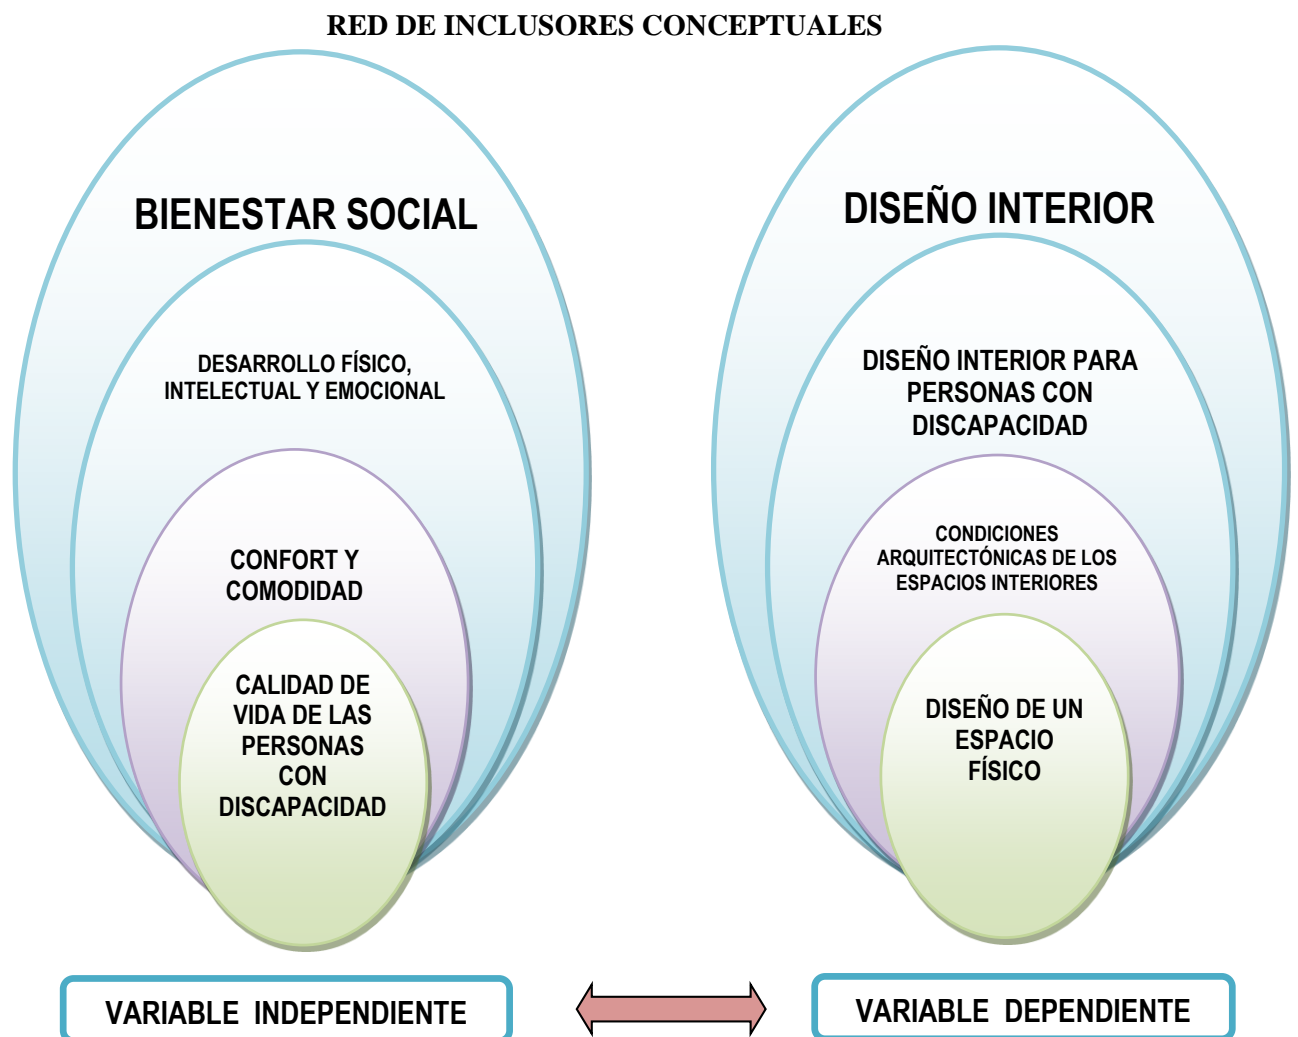 RED DE INCLUSORES CONCEPTUALES
BIENESTAR SOCIAL
DESARROLLO FÍSICO,
INTELECTUAL Y EMOCIONAL
CONFORT Y
COMODIDAD
CALIDAD DE
VIDA DE LAS
PERSONAS
CON
DISCAPACIDAD
VARIABLE INDEPENDIENTE
DISEÑO INTERIOR
DISEÑO INTERIOR PARA
PERSONAS CON
DISCAPACIDAD
CONDICIONES
ARQUITECTÓNICAS DE LOS
ESPACIOS INTERIORES
DISEÑO DE UN
ESPACIO
FÍSICO
VARIABLE DEPENDIENTE